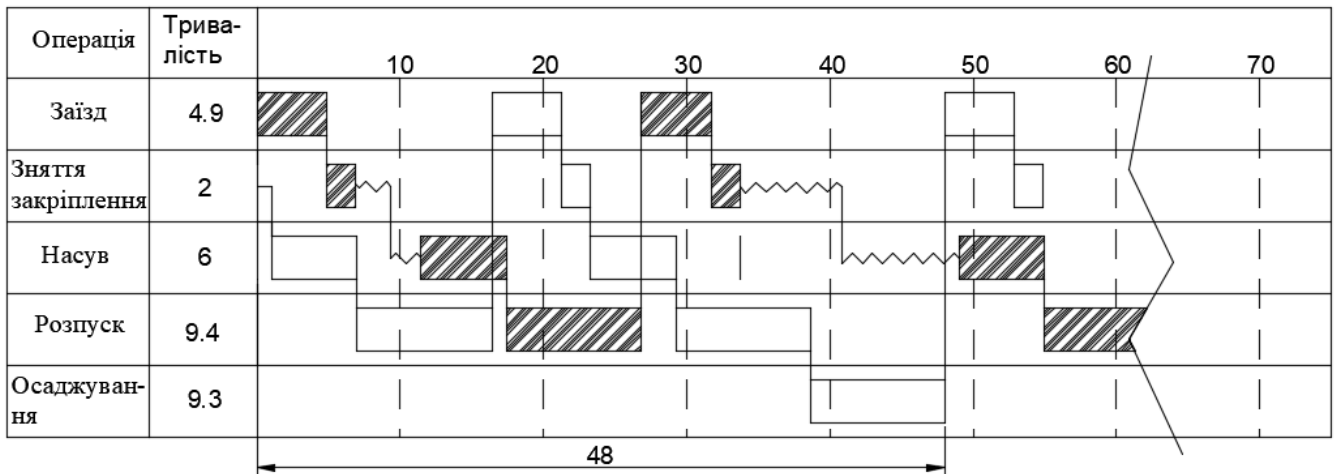 Операція
Трива-
лість
10 20 30 40 50 60 70
Заїзд 4.9
Зняття
закріплення 2
Насув 6
Розпуск 9.4
Осаджуван-
ня 9.3
48